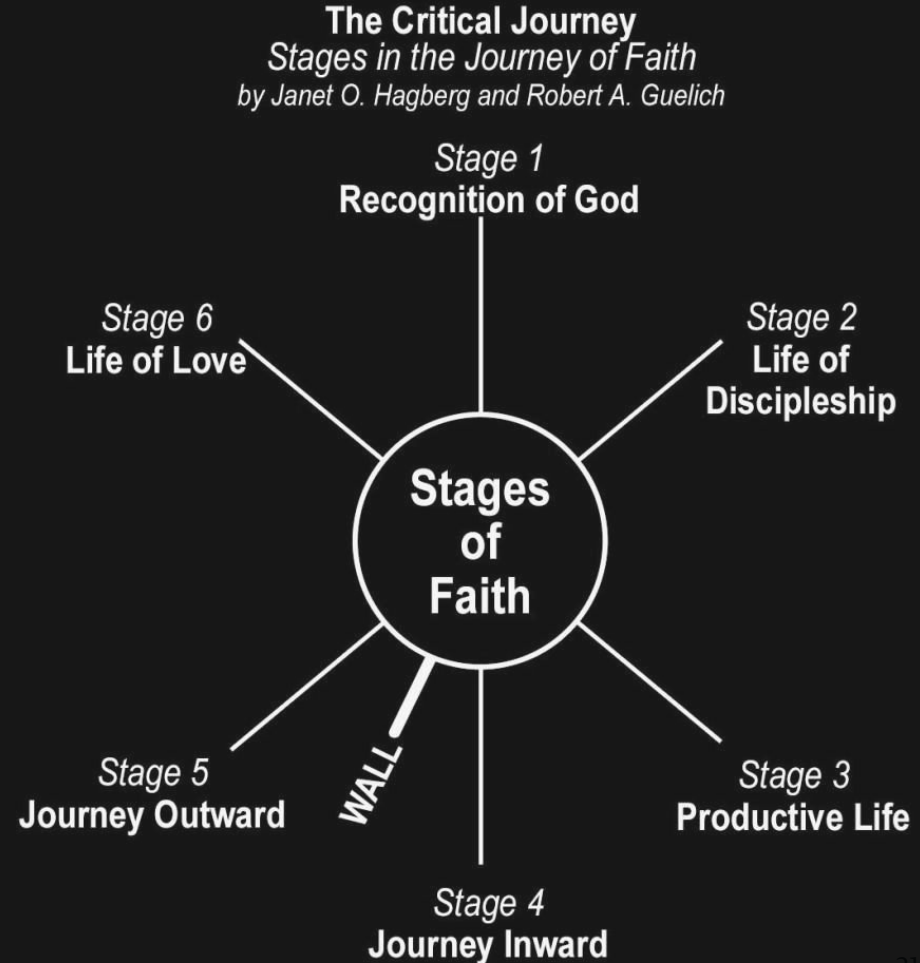 The Critical Journey
Stages in the Journey of Faith
by Janet O. Hagberg and Robert A. Guelich
Stage 1
Recognition of God
Stage 2
Life of
Discipleship
Stage 3
Productive Life
Stage 4
Journey Inward
WALL
Stage 5
Journey Outward
Stage 6
Life of Love
Stages
of
Faith